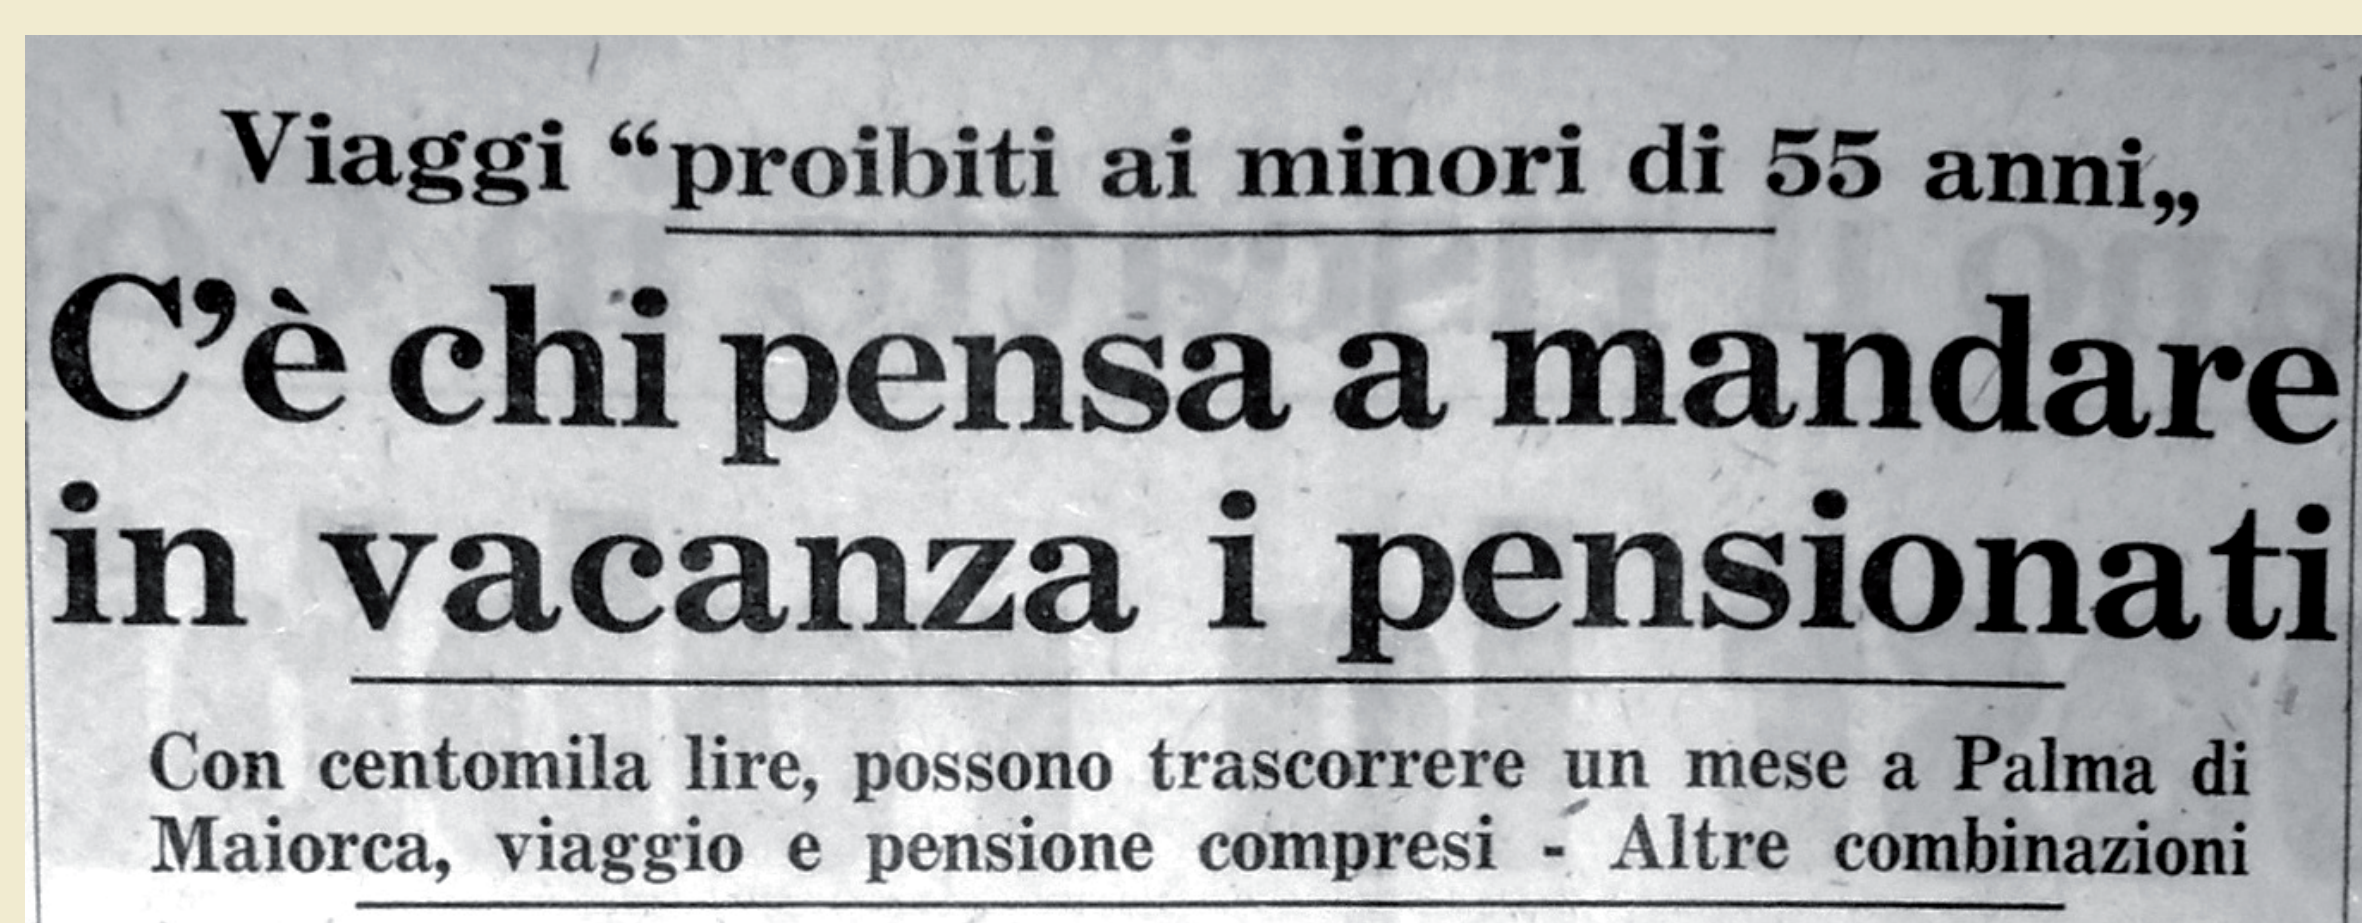 Viaggi “proibiti ai minori di 55 anni„
C’è chi pensa a mandare
in vacanza i pensionati
Con centomila lire, possono trascorrere un mese a Palma di
Maiorca, viaggio e pensione compresi - Altre combinazioni